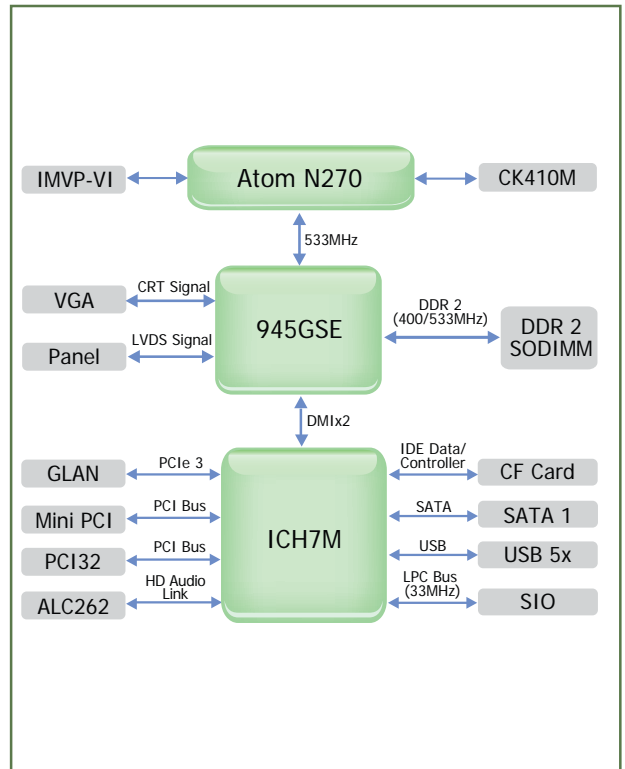 IMVP-VI
Atom N270
CK410M
533MHz
VGA
CRT Signal
Panel
LVDS Signal
945GSE
DDR 2
(400/533MHz)
DDR 2
SODIMM
DMIx2
GLAN
PCIe 3
Mini PCI
PCI Bus
PCI32
PCI Bus
ALC262
HD Audio
Link
ICH7M
IDE Data/
Controller
CF Card
SATA
SATA 1
USB
USB 5x
LPC Bus
(33MHz)
SIO